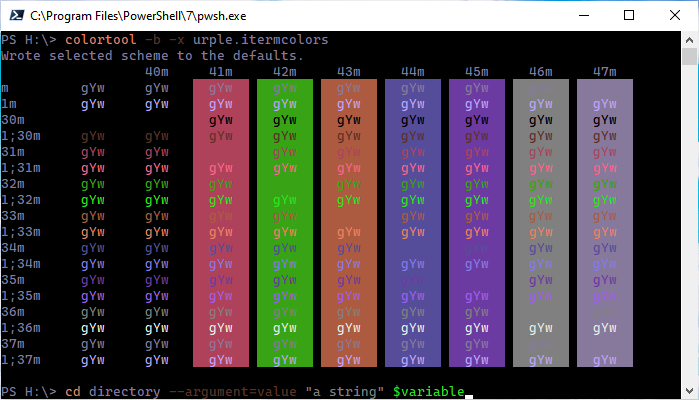 C:\Program Files\PowerShell\7\pwsh.exe
PS H:\> colortool -b -x urple.itermcolors
Wrote selected scheme to the defaults.
40m 41m 42m 43m 44m 45m 46m 47m
m gYw gYw gYw gYw gYw gYw gYw gYw gYw
1m gYw gYw gYw gYw gYw gYw gYw gYw gYw
30m gYw gYw gYw gYw gYw gYw gYw
1;30m gYw gYw gYw gYw gYw gYw gYw gYw gYw
31m gYw gYw gYw gYw gYw gYw gYw gYw
1;31m gYw gYw gYw gYw gYw gYw gYw gYw gYw
32m gYw gYw gYw gYw gYw gYw gYw gYw
1;32m gYw gYw gYw gYw gYw gYw gYw gYw gYw
33m gYw gYw gYw gYw gYw gYw gYw gYw
1;33m gYw gYw gYw gYw gYw gYw gYw gYw gYw
34m gYw gYw gYw gYw gYw gYw gYw gYw
1;34m gYw gYw gYw gYw gYw gYw gYw gYw gYw
35m gYw gYw gYw gYw gYw gYw gYw gYw
1;35m gYw gYw gYw gYw gYw gYw gYw gYw gYw
36m gYw gYw gYw gYw gYw gYw gYw gYw
1;36m gYw gYw gYw gYw gYw gYw gYw gYw gYw
37m gYw gYw gYw gYw gYw gYw gYw gYw
1;37m gYw gYw gYw gYw gYw gYw gYw gYw gYw
PS H:\> cd directory --argument=value "a string" $variable